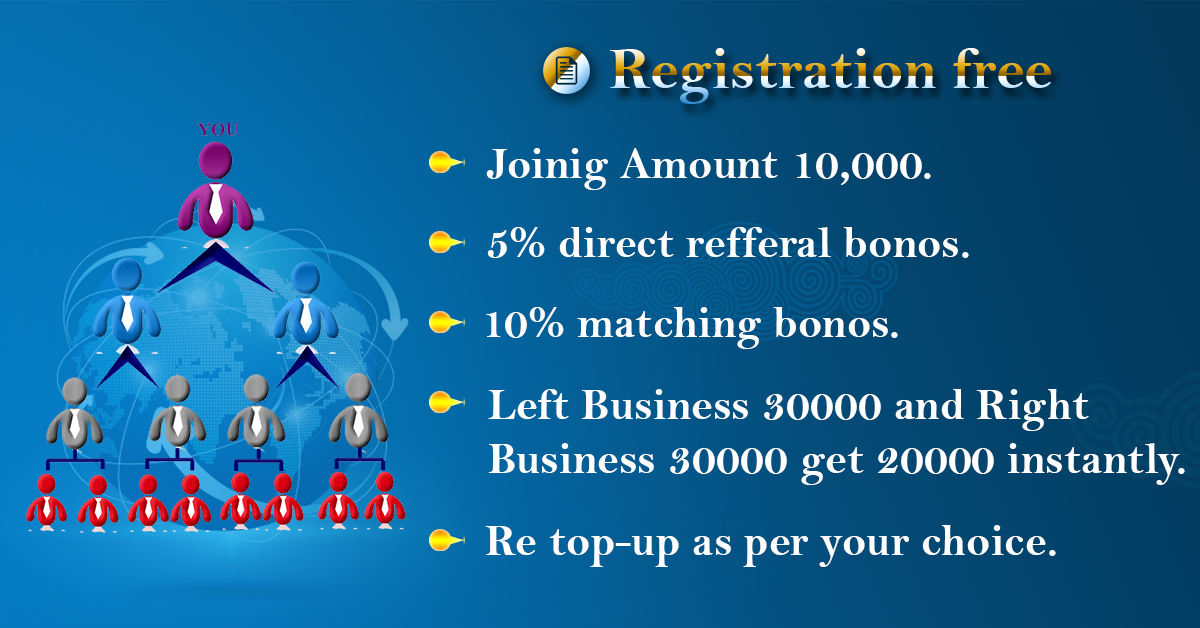 Registration free
YOU
Joinig Amount 10,000.
5% direct refferal bonos.
10% matching bonos.
Left Business 30000 and Right
Business 30000 get 20000 instantly.
Re top-up as per your choice.